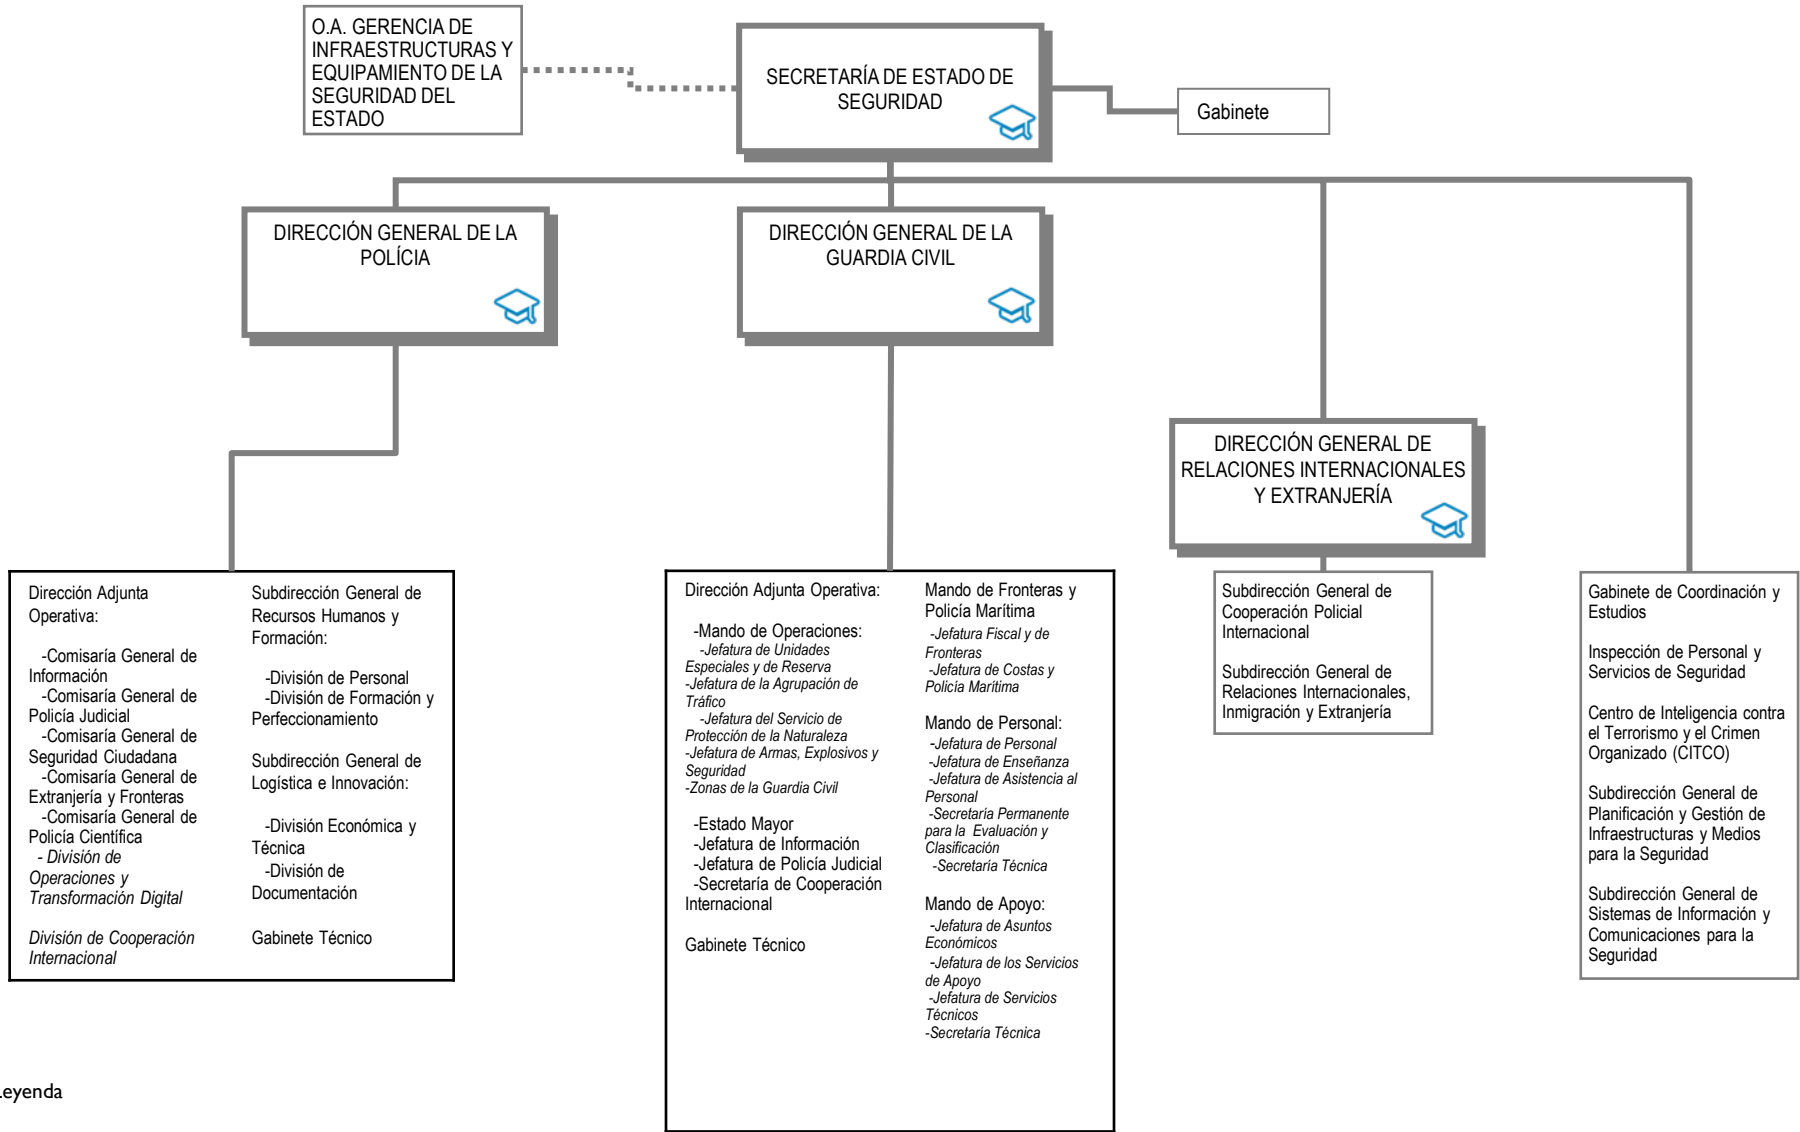 O.A. GERENCIA DE
INFRAESTRUCTURAS Y
EQUIPAMIENTO DE LA
SEGURIDAD DEL
ESTADO
SECRETARÍA DE ESTADO DE
SEGURIDAD
Gabinete
DIRECCIÓN GENERAL DE LA
POLÍCIA
DIRECCIÓN GENERAL DE LA
GUARDIA CIVIL
DIRECCIÓN GENERAL DE
RELACIONES INTERNACIONALES
Y EXTRANJERÍA
Dirección Adjunta
Operativa:
-Comisaría General de
Información
-Comisaría General de
Policía Judicial
-Comisaría General de
Seguridad Ciudadana
-Comisaría General de
Extranjería y Fronteras
-Comisaría General de
Policía Científica
- División de
Operaciones y
Transformación Digital
División de Cooperación
Internacional
Subdirección General de
Recursos Humanos y
Formación:
-División de Personal
-División de Formación y
Perfeccionamiento
Subdirección General de
Logística e Innovación:
-División Económica y
Técnica
-División de
Documentación
Gabinete Técnico
Dirección Adjunta Operativa:
-Mando de Operaciones:
-Jefatura de Unidades
Especiales y de Reserva
-Jefatura de la Agrupación de
Tráfico
-Jefatura del Servicio de
Protección de la Naturaleza
-Jefatura de Armas, Explosivos y
Seguridad
-Zonas de la Guardia Civil
-Estado Mayor
-Jefatura de Información
-Jefatura de Policía Judicial
-Secretaría de Cooperación
Internacional
Gabinete Técnico
Mando de Fronteras y
Policía Marítima
-Jefatura Fiscal y de
Fronteras
-Jefatura de Costas y
Policía Marítima
Mando de Personal:
-Jefatura de Personal
-Jefatura de Enseñanza
-Jefatura de Asistencia al
Personal
-Secretaría Permanente
para la Evaluación y
Clasificación
-Secretaría Técnica
Mando de Apoyo:
-Jefatura de Asuntos
Económicos
-Jefatura de los Servicios
de Apoyo
-Jefatura de Servicios
Técnicos
-Secretaría Técnica
Subdirección General de
Cooperación Policial
Internacional
Subdirección General de
Relaciones Internacionales,
Inmigración y Extranjería
Gabinete de Coordinación y
Estudios
Inspección de Personal y
Servicios de Seguridad
Centro de Inteligencia contra
el Terrorismo y el Crimen
Organizado (CITCO)
Subdirección General de
Planificación y Gestión de
Infraestructuras y Medios
para la Seguridad
Subdirección General de
Sistemas de Información y
Comunicaciones para la
Seguridad
Leyenda